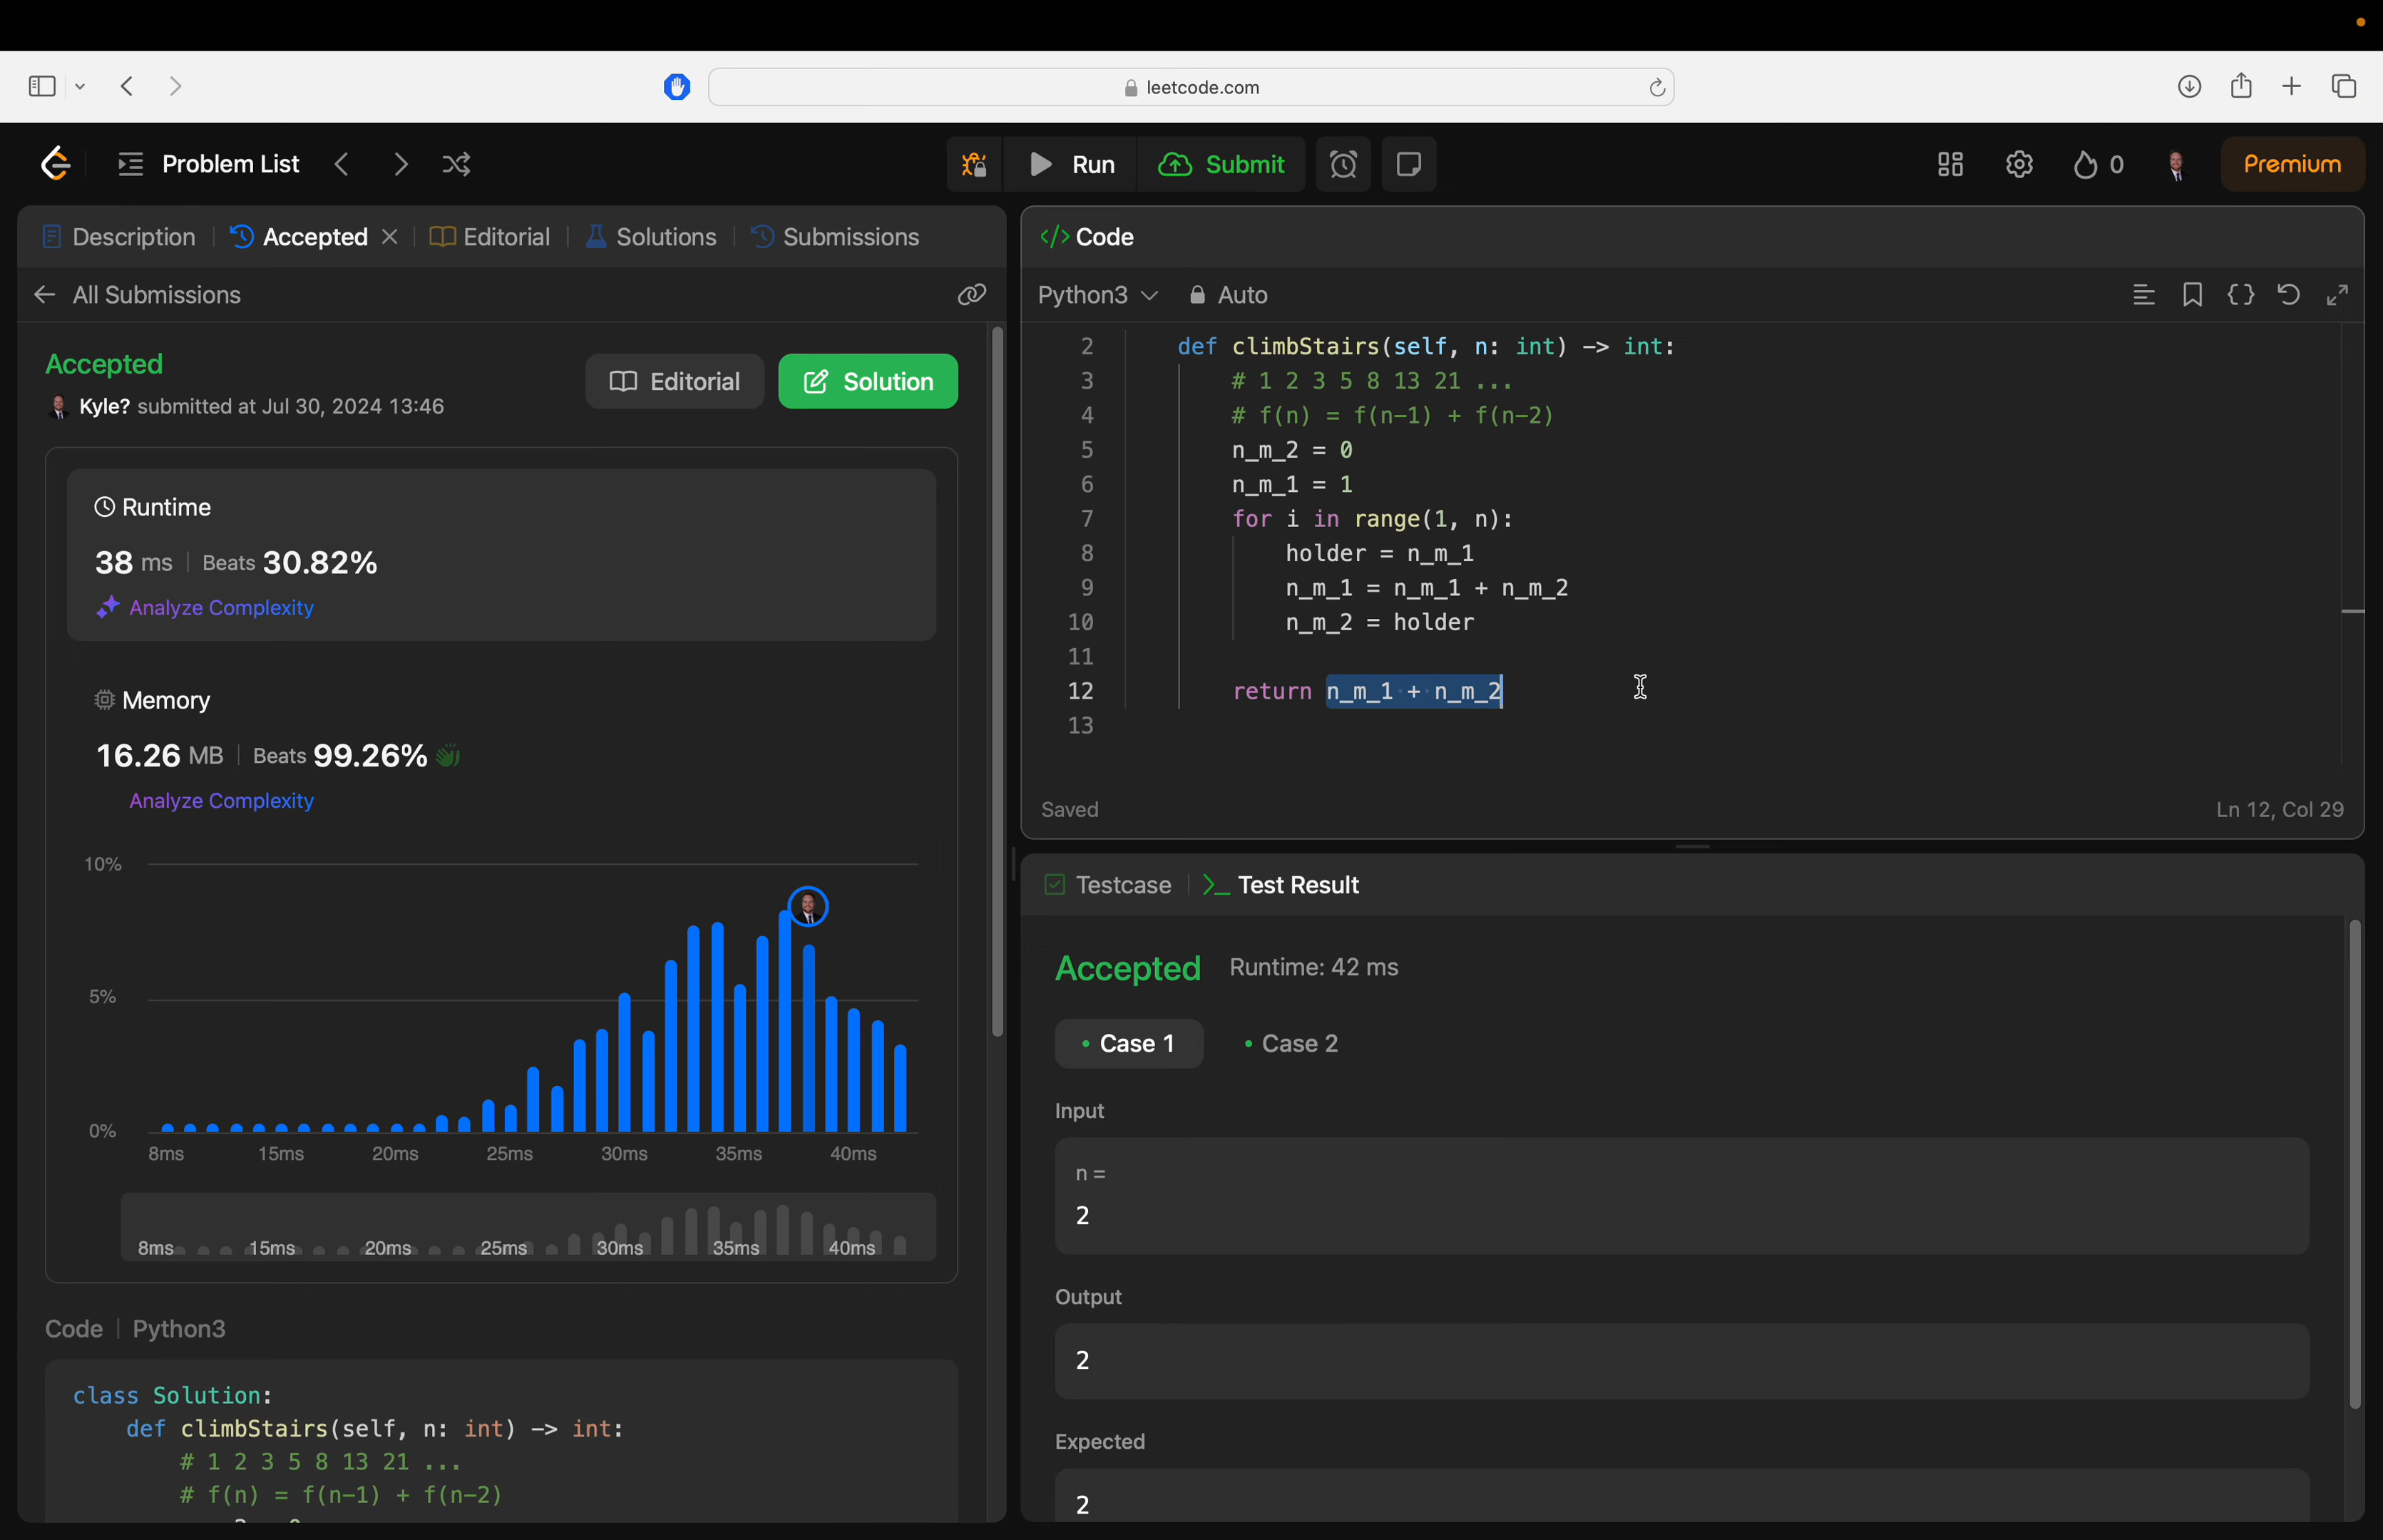 leetcode.com
Problem List
Run
Submit
0
Premium
Description
Accepted
Editorial
Solutions
Submissions
All Submissions
Accepted
Kyle? submitted at Jul 30, 2024 13:46
Editorial
Solution
Runtime
38 ms | Beats 30.82%
Analyze Complexity
Memory
16.26 MB | Beats 99.26%
Analyze Complexity
10%
5%
0%
8ms 15ms 20ms 25ms 30ms 35ms 40ms
8ms 15ms 20ms 25ms 30ms 35ms 40ms
Code | Python3
class Solution:
def climbStairs(self, n: int) -> int:
# 1 2 3 5 8 13 21 ...
# f(n) = f(n-1) + f(n-2)
</> Code
Python3
Auto
2 def climbStairs(self, n: int) -> int:
3 # 1 2 3 5 8 13 21 ...
4 # f(n) = f(n-1) + f(n-2)
5 n_m_2 = 0
6 n_m_1 = 1
7 for i in range(1, n):
8 holder = n_m_1
9 n_m_1 = n_m_1 + n_m_2
10 n_m_2 = holder
11
12 return n_m_1 + n_m_2
13
Saved
Ln 12, Col 29
Testcase
>_ Test Result
Accepted Runtime: 42 ms
• Case 1 • Case 2
Input
n =
2
Output
2
Expected
2